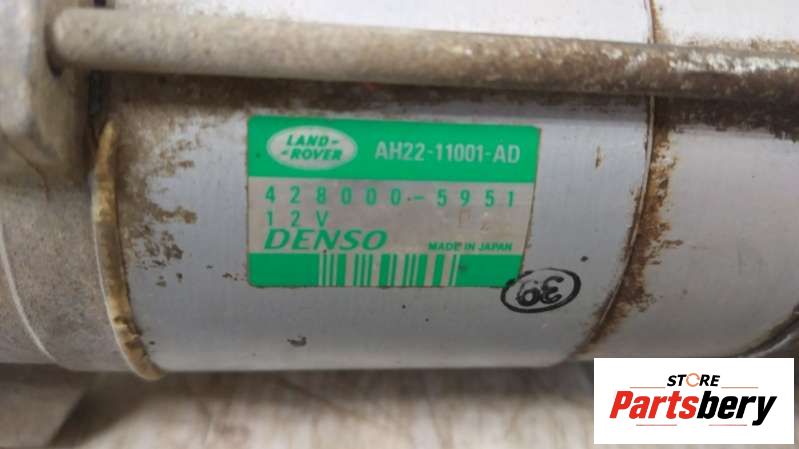 LAND-
-ROVER
AH22-11001-AD
428000-5951
12V
DENSO
MADE IN JAPAN
39
STORE
Partsbery